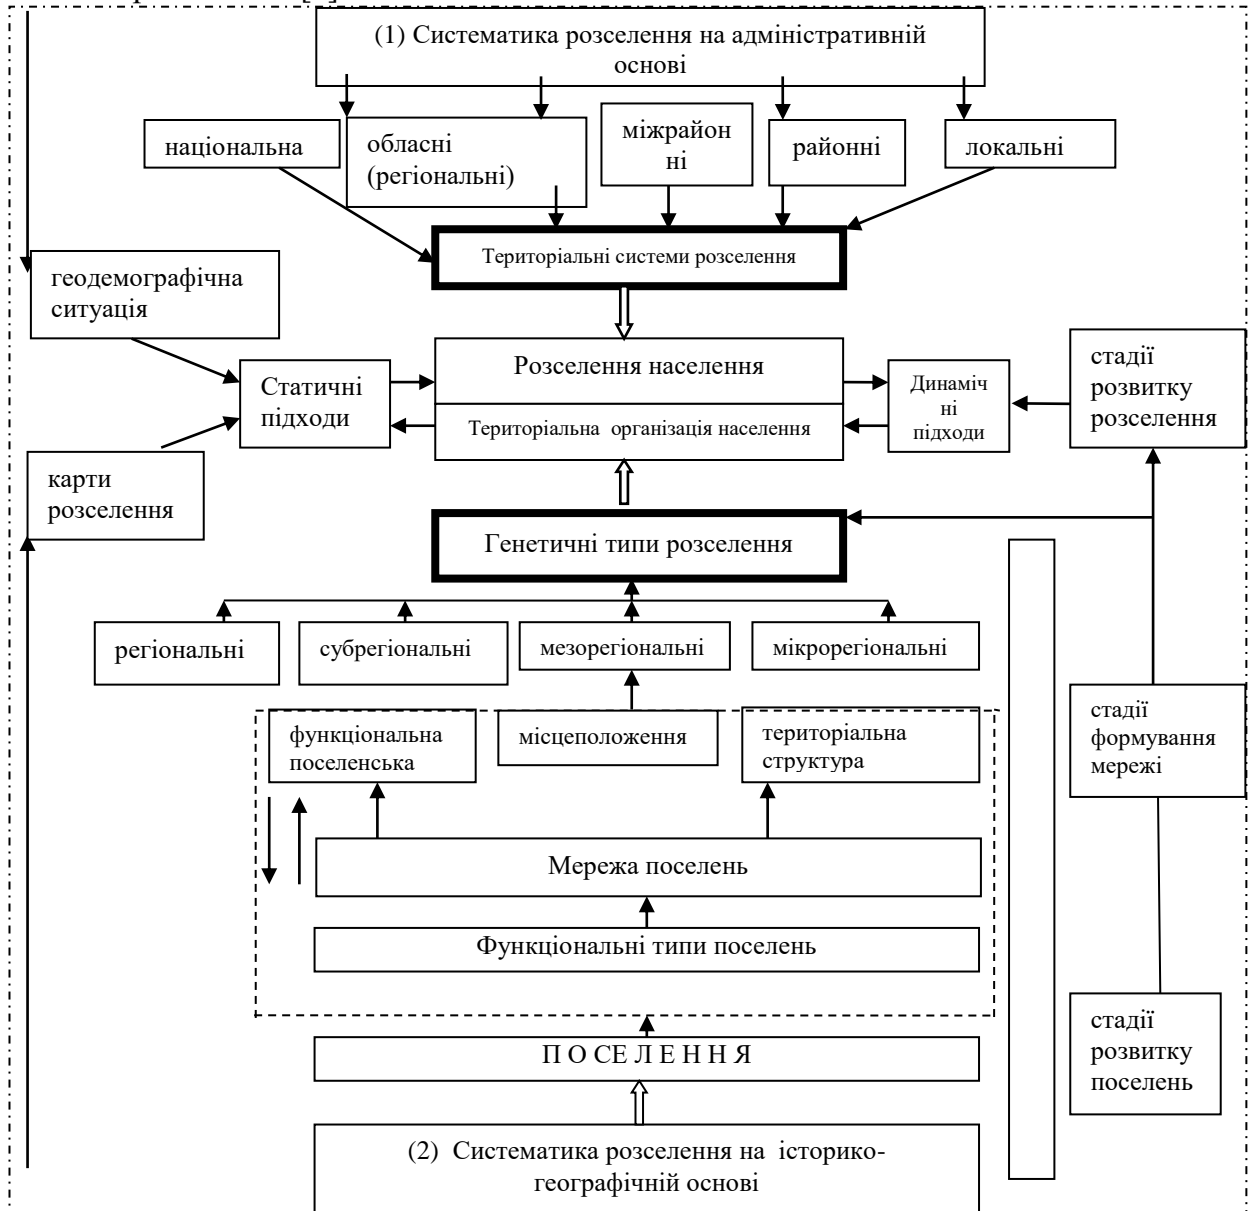 (1) Систематика розселення на адміністративній
основі
національна
обласні
(регіональні)
міжрайон
ні
районні
локальні
Територіальні системи розселення
геодемографічна
ситуація
Статичні
підходи
Розселення населення
Територіальна організація населення
Динаміч
ні
підходи
стадії
розвитку
розселення
карти
розселення
Генетичні типи розселення
регіональні
субрегіональні
мезорегіональні
мікрорегіональні
функціональна
поселенська
місцеположення
територіальна
структура
стадії
формування
мережі
Мережа поселень
Функціональні типи поселень
стадії
розвитку
поселень
П О СЕ Л Е Н Н Я
(2) Систематика розселення на історико-
географічній основі